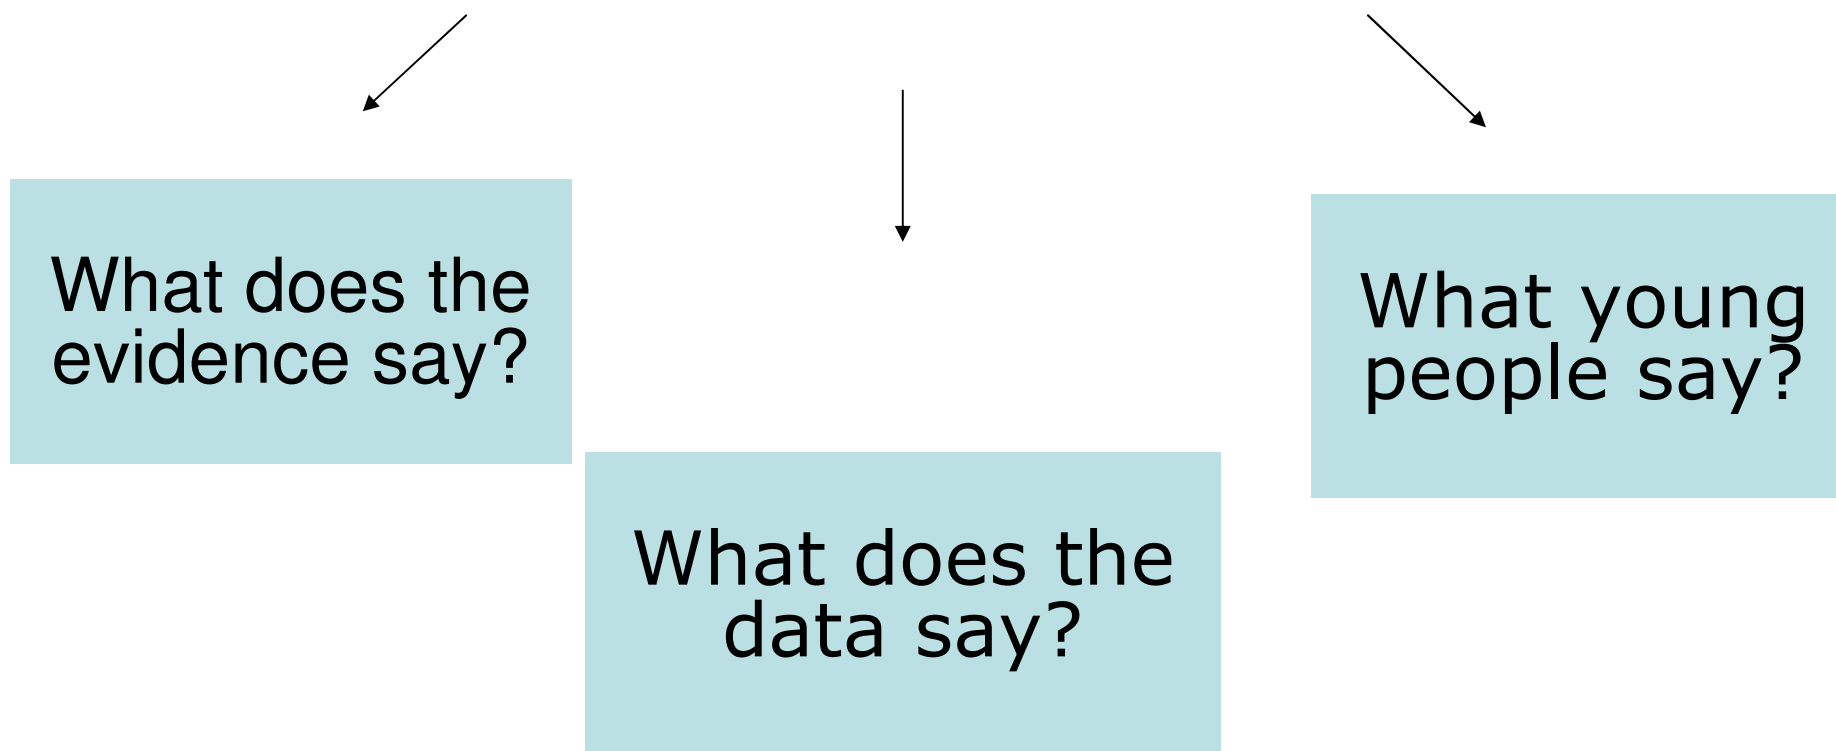 What does the
evidence say?
What does the
data say?
What young
people say?